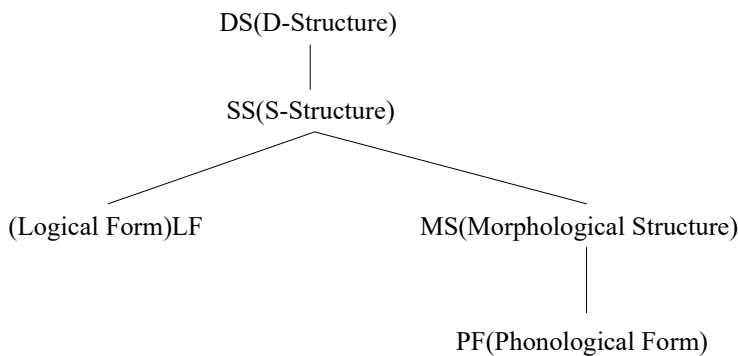 DS(D-Structure)
SS(S-Structure)
(Logical Form)LF
MS(Morphological Structure)
PF(Phonological Form)